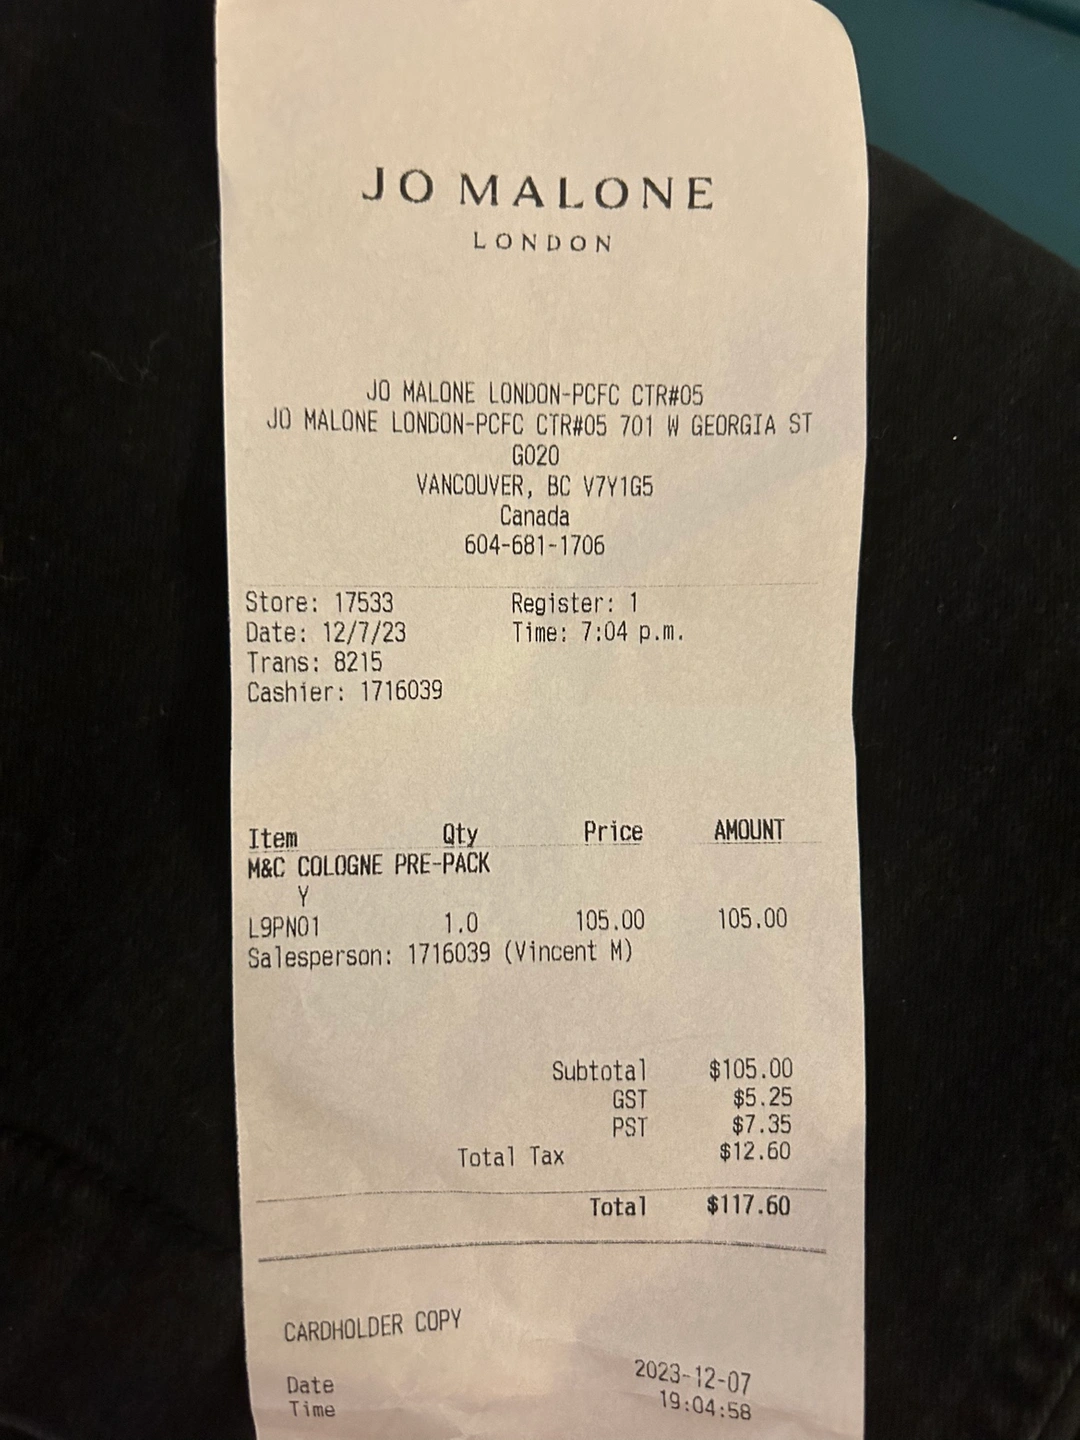 JO MALONE
LONDON
JO MALONE LONDON-PCFC CTR#05
JO MALONE LONDON-PCFC CTR#05 701 W GEORGIA ST
G020
VANCOUVER, BC V7Y1G5
Canada
604-681-1706
Store: 17533 Register: 1
Date: 12/7/23 Time: 7:04 p.m.
Trans: 8215
Cashier: 1716039
Item Qty Price AMOUNT
M&C COLOGNE PRE-PACK
Y
L9PN01 1.0 105.00 105.00
Salesperson: 1716039 (Vincent M)
Subtotal $105.00
GST $5.25
PST $7.35
Total Tax $12.60
Total $117.60
CARDHOLDER COPY
Date 2023-12-07
Time 19:04:58